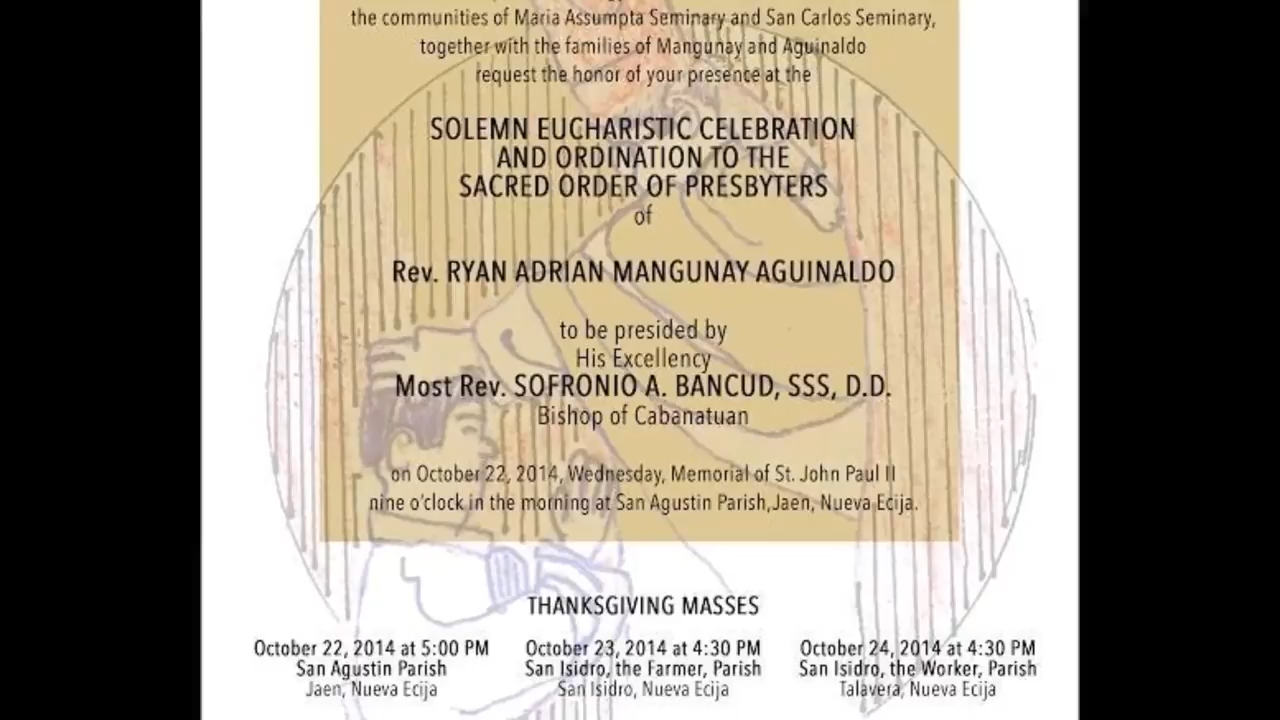 the communities of Maria Assumpta Seminary and San Carlos Seminary,
together with the families of Mangunay and Aguinaldo
request the honor of your presence at the
SOLEMN EUCHARISTIC CELEBRATION
AND ORDINATION TO THE
SACRED ORDER OF PRESBYTERS
of
Rev. RYAN ADRIAN MANGUNAY AGUINALDO
to be presided by
His Excellency
Most Rev. SOFRONIO A. BANCUD, SSS, D.D.
Bishop of Cabanatuan
on October 22, 2014, Wednesday, Memorial of St. John Paul II
nine o'clock in the morning at San Agustin Parish,Jaen, Nueva Ecija.
THANKSGIVING MASSES
October 22, 2014 at 5:00 PM
San Agustin Parish
Jaen, Nueva Ecija
October 23, 2014 at 4:30 PM
San Isidro, the Farmer, Parish
San Isidro, Nueva Ecija
October 24, 2014 at 4:30 PM
San Isidro, the Worker, Parish
Talavera, Nueva Ecija